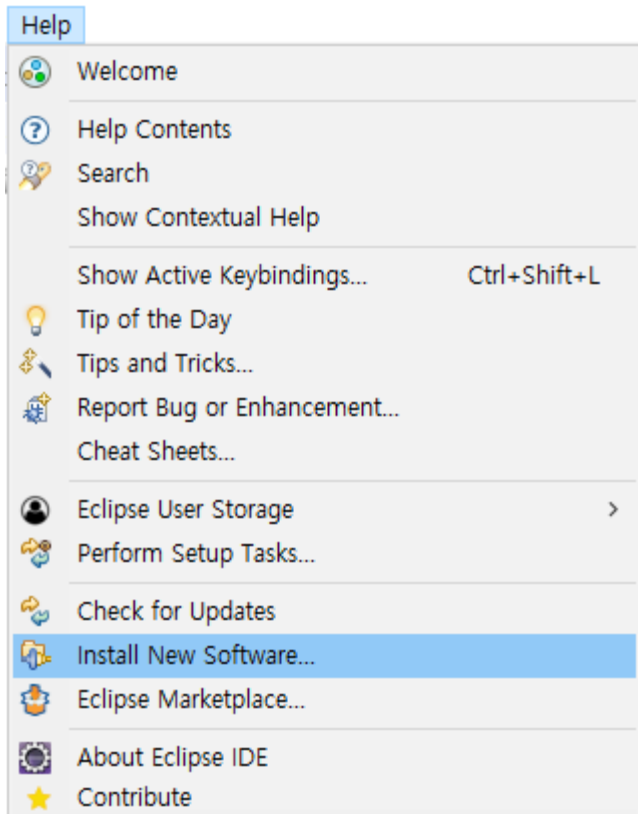 Help
Welcome
Help Contents
Search
Show Contextual Help
Show Active Keybindings... Ctrl+Shift+L
Tip of the Day
Tips and Tricks...
Report Bug or Enhancement...
Cheat Sheets...
Eclipse User Storage
Perform Setup Tasks...
Check for Updates
Install New Software...
Eclipse Marketplace...
About Eclipse IDE
Contribute